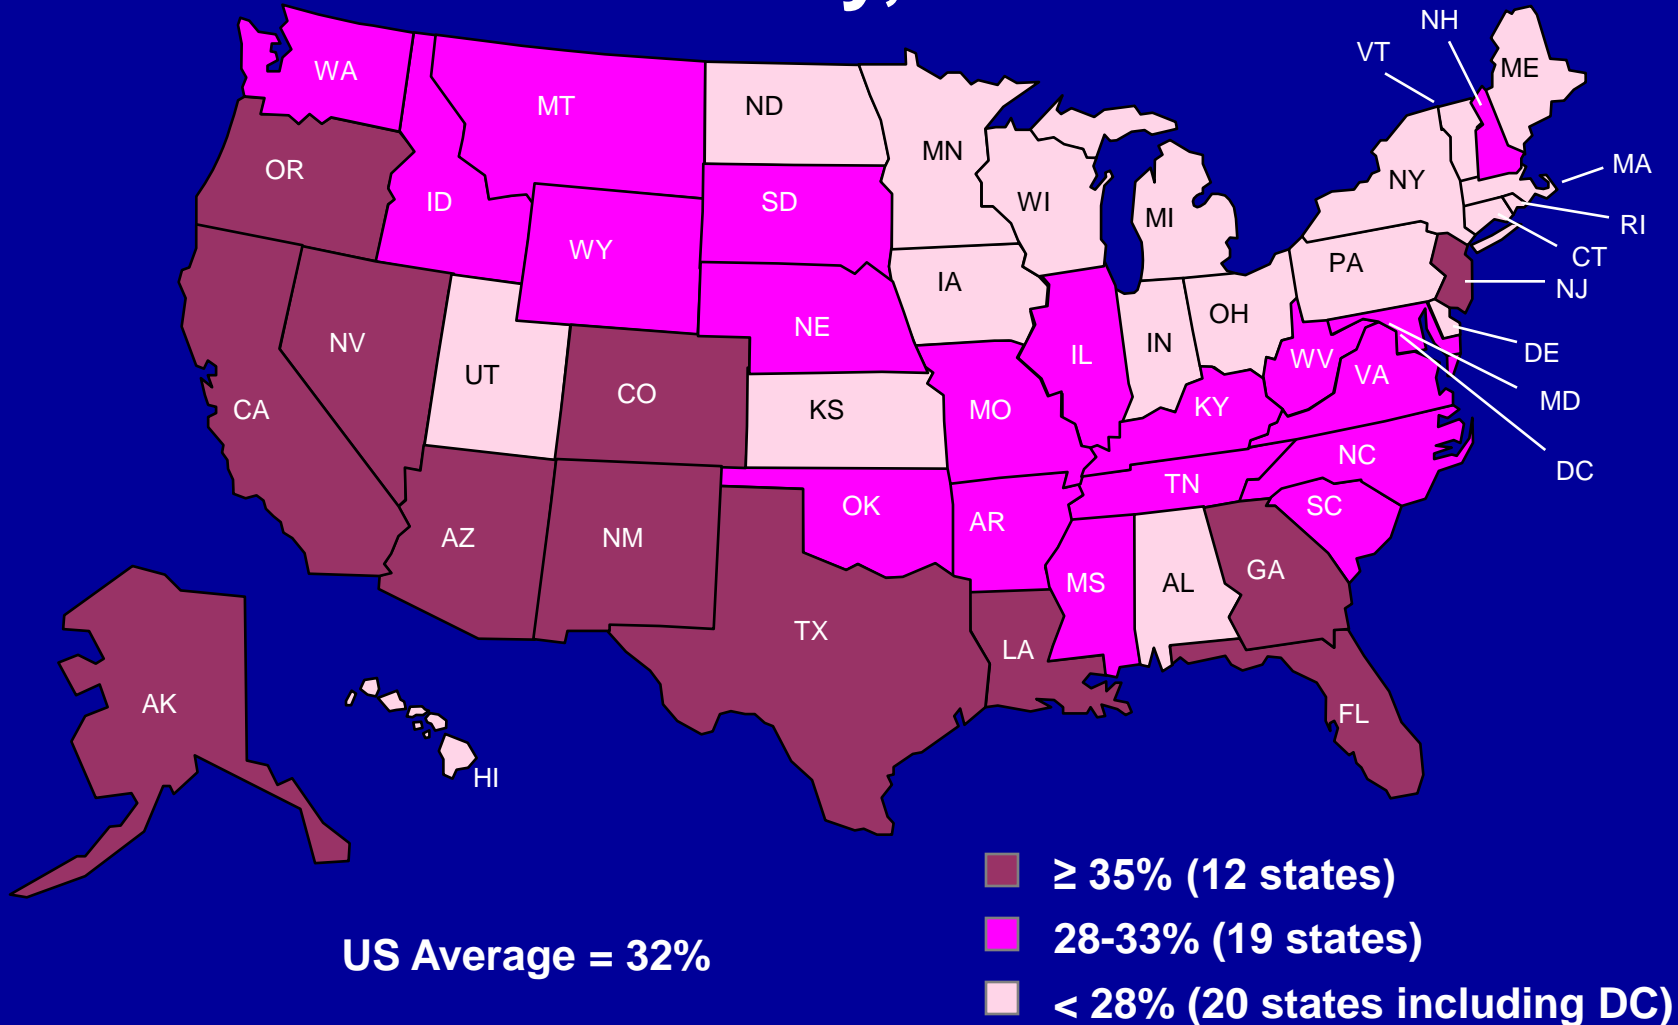 NH
VT
ME
WA
MT
ND
MN
OR
ID
SD
WI
MI
NY
MA
RI
CT
NJ
WY
IA
PA
NE
OH
IL
IN
WV
VA
DE
MD
DC
NV
UT
CO
KS
MO
KY
CA
NC
TN
SC
OK
AR
AZ
NM
MS
AL
GA
TX
LA
FL
AK
HI
≥ 35% (12 states)
28-33% (19 states)
< 28% (20 states including DC)
US Average = 32%